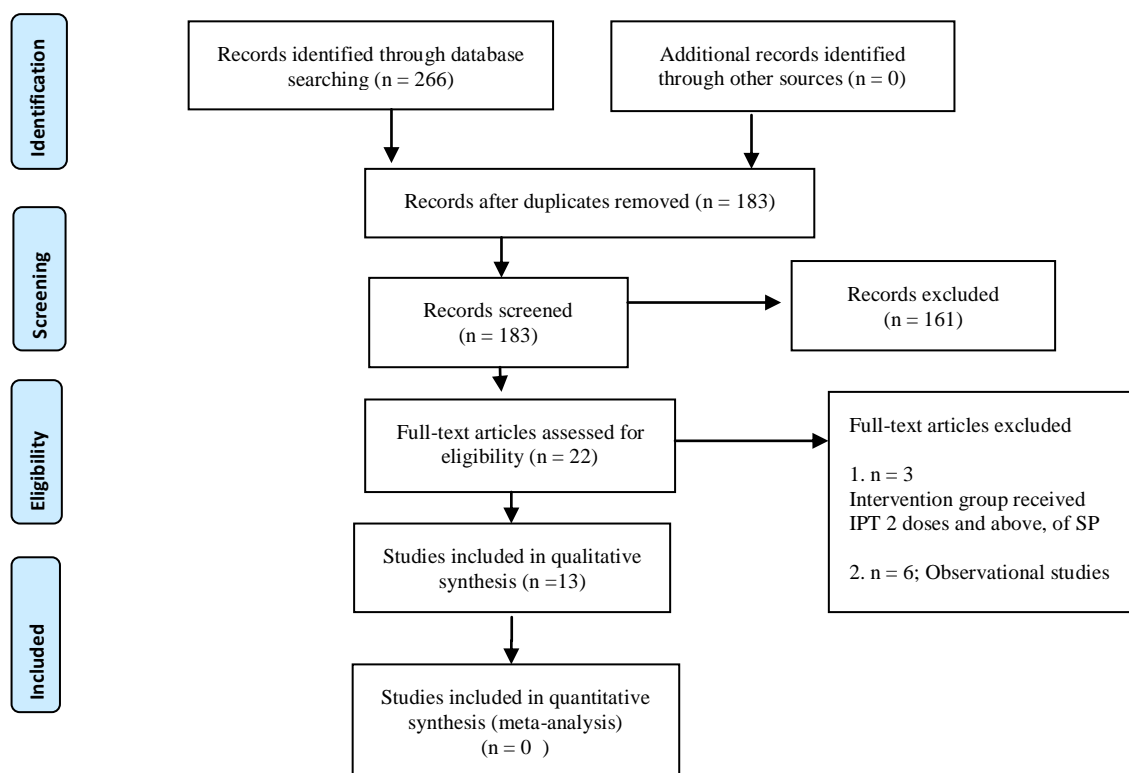 Identification
Records identified through database
searching (n = 266)
Additional records identified
through other sources (n = 0)
Records after duplicates removed (n = 183)
Screening
Records screened
(n = 183)
Records excluded
(n = 161)
Eligibility
Full-text articles assessed for
eligibility (n = 22)
Full-text articles excluded
1. n = 3
Intervention group received
IPT 2 doses and above, of SP
2. n = 6; Observational studies
Included
Studies included in qualitative
synthesis (n =13)
Studies included in quantitative
synthesis (meta-analysis)
(n = 0 )